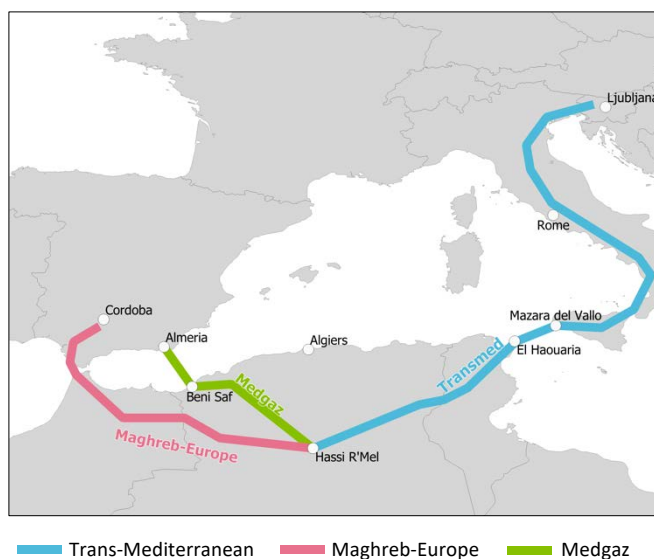 Ljubljana
Rome
Cordoba
Mazara del Vallo
Almeria
Algiers
El Haouaria
Transmed
Beni Saf
Medgaz
Maghreb-Europe
Hassi R'Mel
Trans-Mediterranean Maghreb-Europe Medgaz